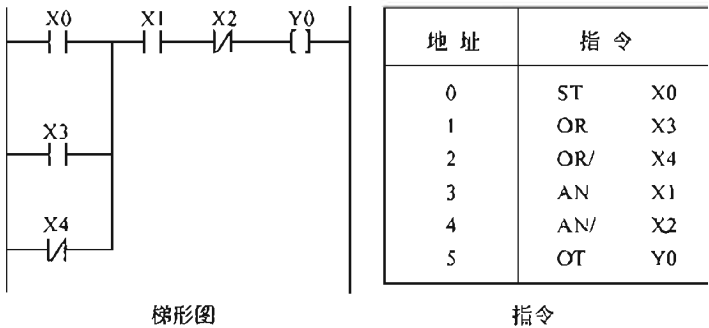 X0 X1 X2 Y0
X3
X4
梯形图
地 址 指 令
0 ST X0
1 OR X3
2 OR/ X4
3 AN X1
4 AN/ X2
5 OT Y0
指令